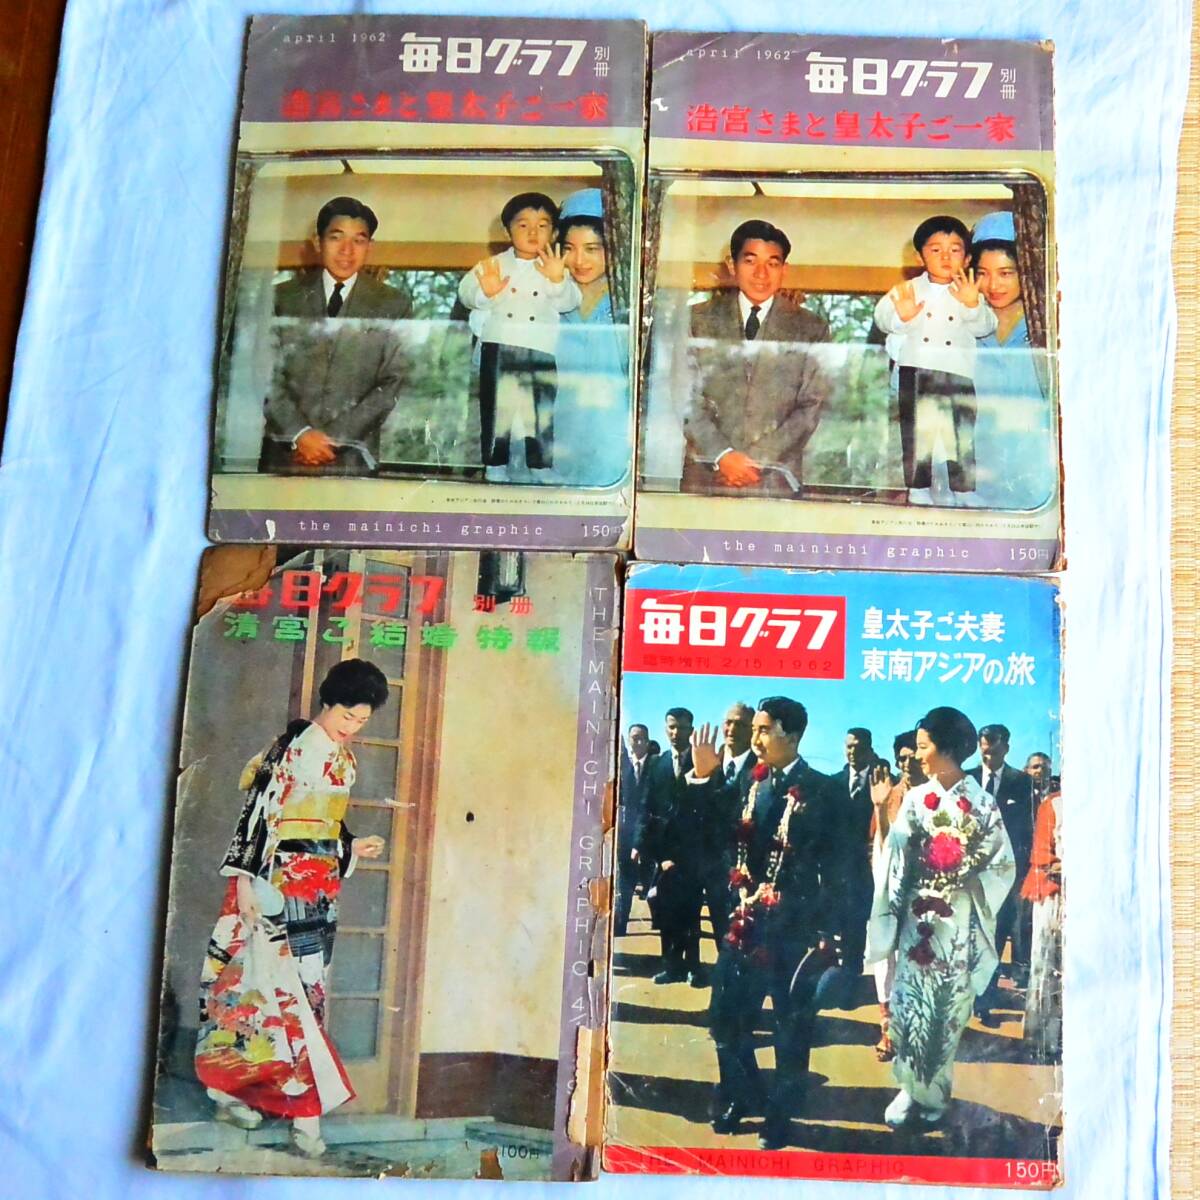 april 1962
毎日グラフ 別冊
浩宮さまと皇太子ご一家
the mainichi graphic 150円
april 1962
毎日グラフ 別冊
浩宮さまと皇太子ご一家
the mainichi graphic 150円
毎日グラフ 別冊
清宮ご結婚特報
THE MAINICHI GRAPHIC 4/
100円
毎日グラフ
臨時増刊 2/15 1962
皇太子ご夫妻
東南アジアの旅
THE MAINICHI GRAPHIC 150円